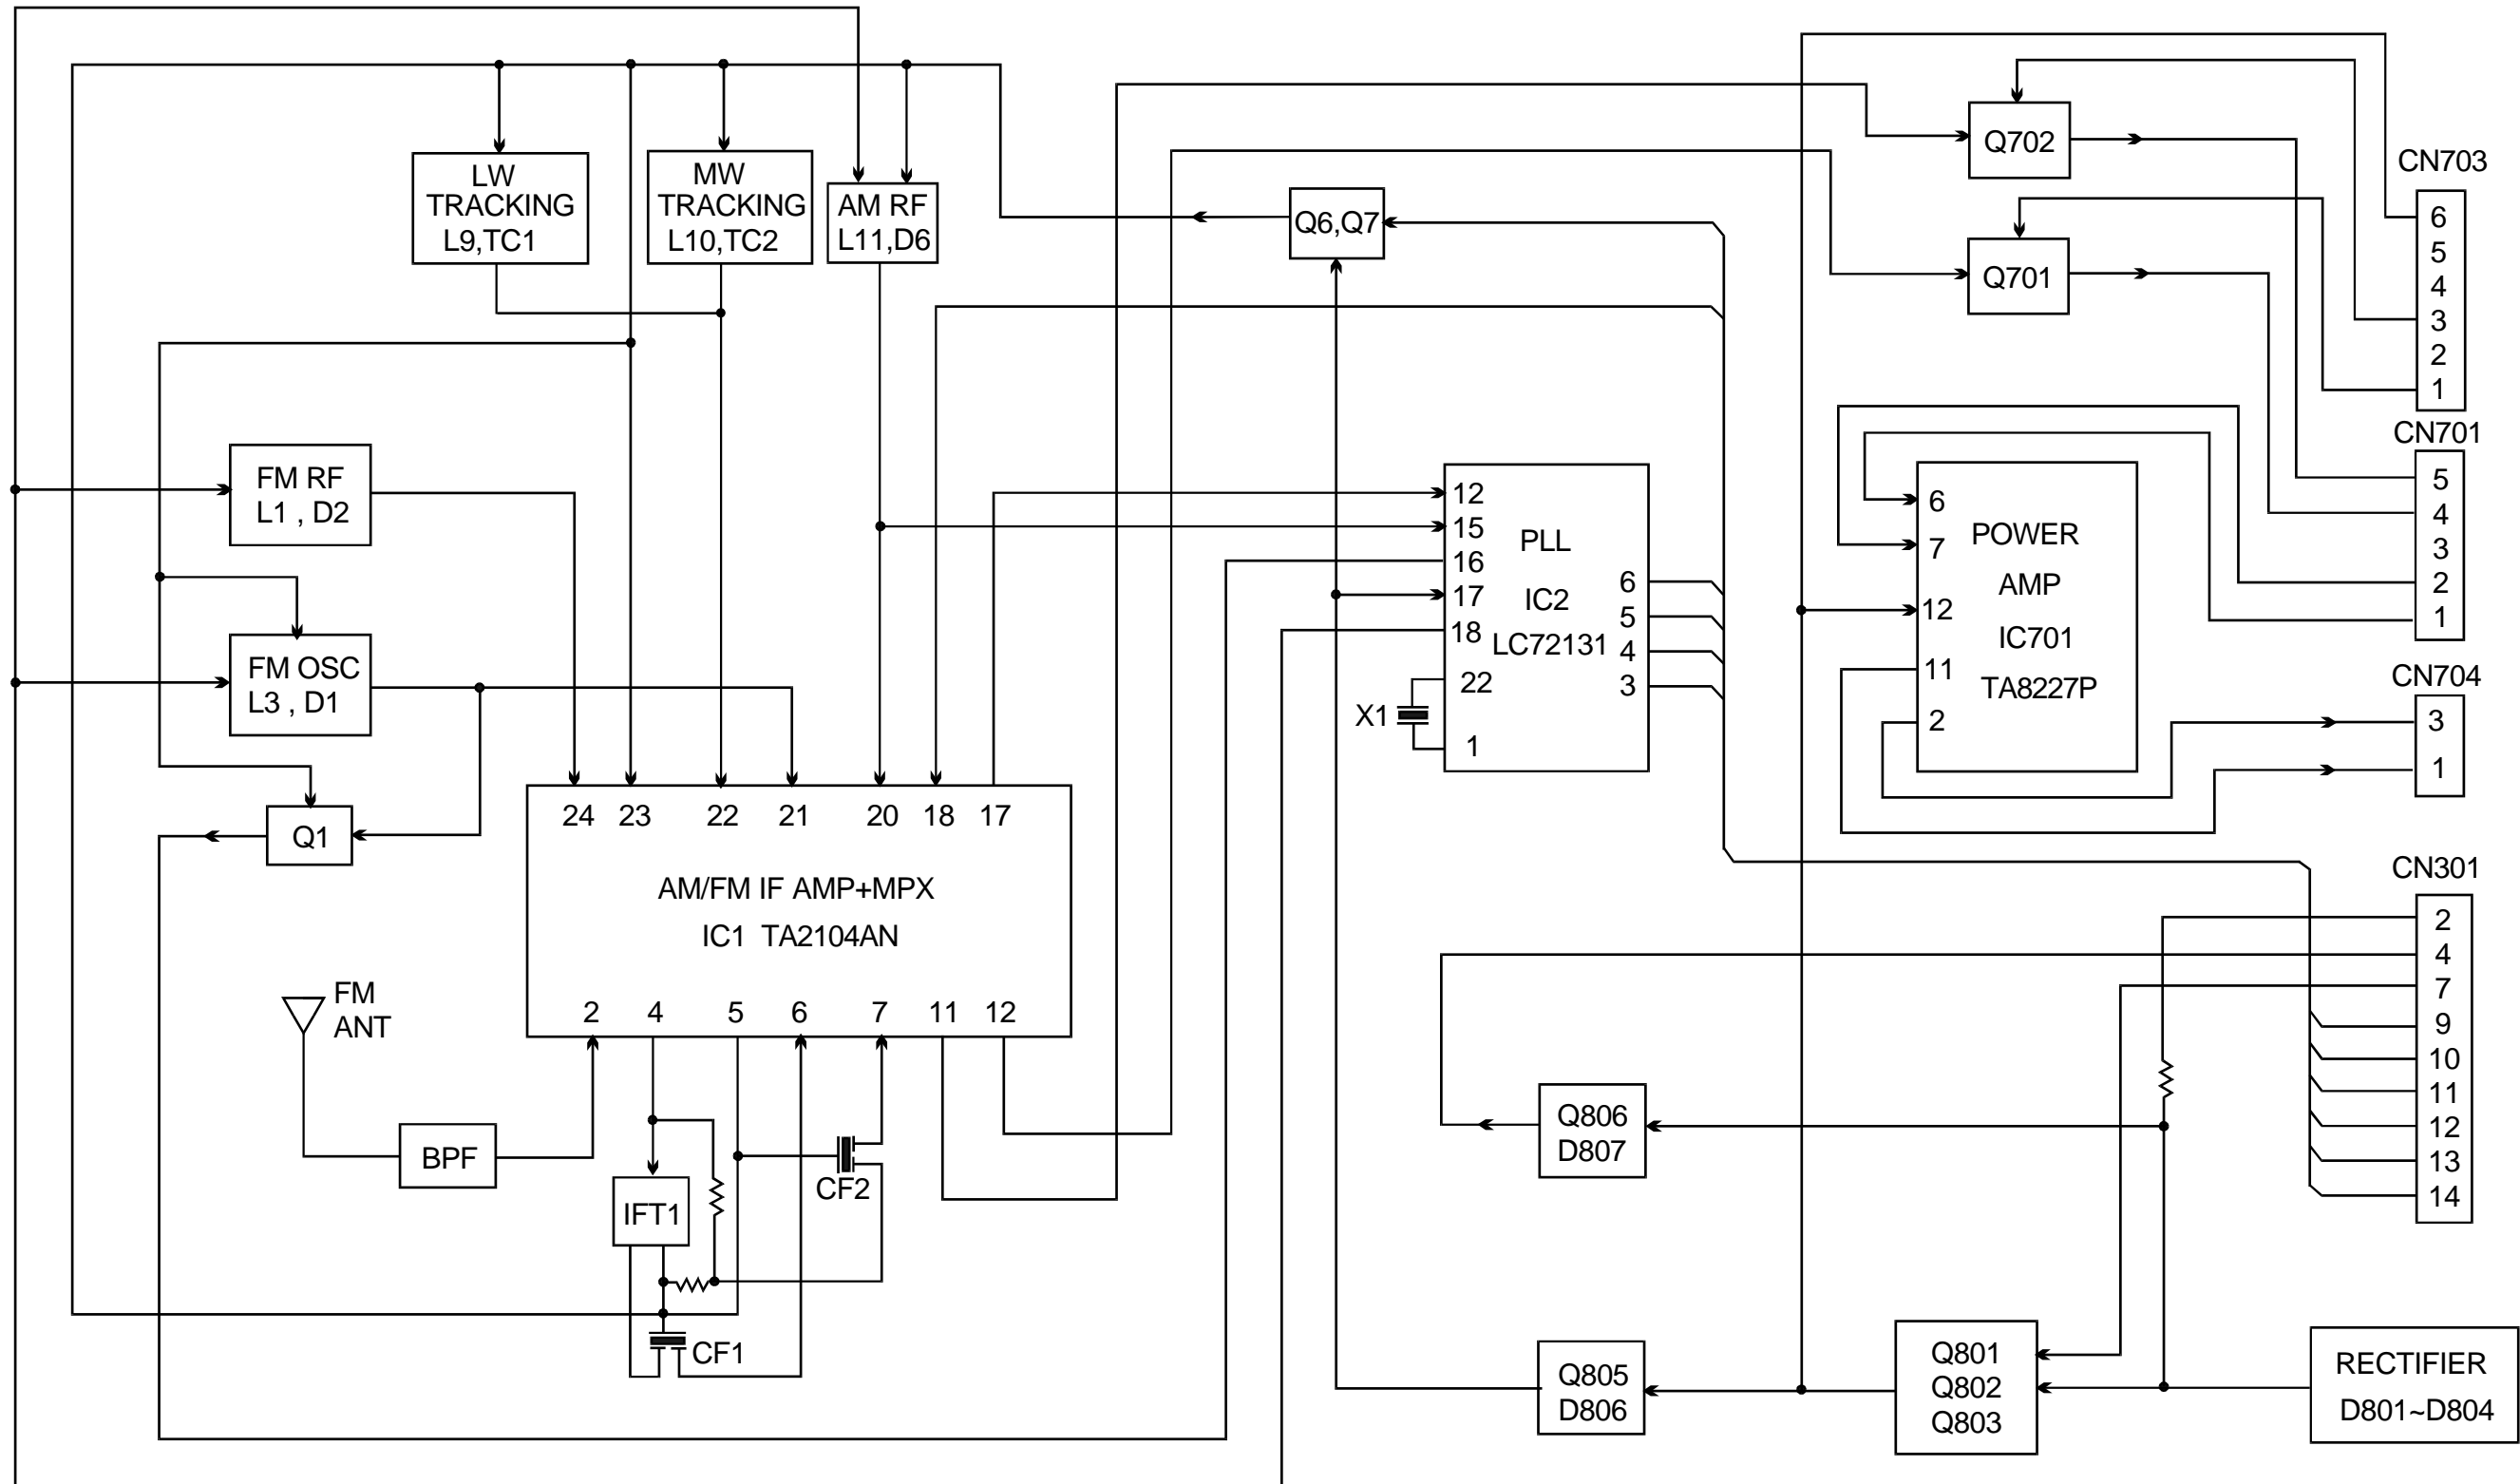 LW
TRACKING
L9,TC1
MW
TRACKING
L10,TC2
AM RF
L11,D6
Q6,Q7
Q702
Q701
CN703
6
5
4
3
2
1
FM RF
L1 , D2
FM OSC
L3 , D1
Q1
12
15
16
17
18
22
1
PLL
IC2
LC72131
6
5
4
3
X1
6
7
12
11
2
POWER
AMP
IC701
TA8227P
CN701
5
4
3
2
1
CN704
3
1
24 23 22 21 20 18 17
AM/FM IF AMP+MPX
IC1 TA2104AN
2 4 5 6 7 11 12
FM
ANT
BPF
IFT1
CF2
CF1
CN301
2
4
7
9
10
11
12
13
14
Q806
D807
Q805
D806
Q801
Q802
Q803
RECTIFIER
D801~D804